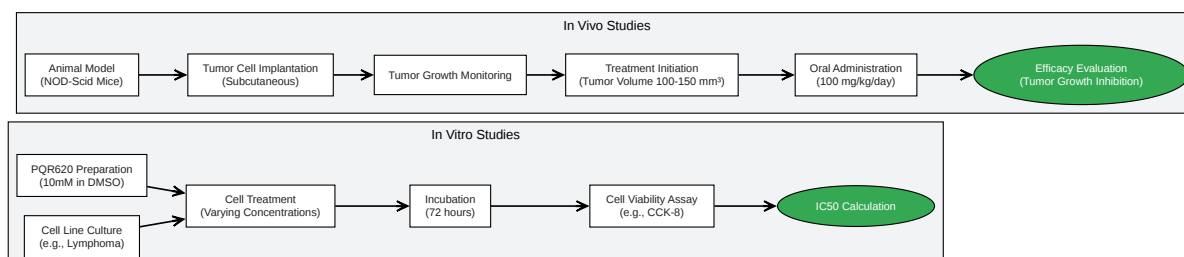 In Vivo Studies
Animal Model
(NOD-Scid Mice)
Tumor Cell Implantation
(Subcutaneous)
Tumor Growth Monitoring
Treatment Initiation
(Tumor Volume 100-150 mm³)
Oral Administration
(100 mg/kg/day)
Efficacy Evaluation
(Tumor Growth Inhibition)
In Vitro Studies
PQR620 Preparation
(10mM in DMSO)
Cell Line Culture
(e.g., Lymphoma)
Cell Treatment
(Varying Concentrations)
Incubation
(72 hours)
Cell Viability Assay
(e.g., CCK-8)
IC50 Calculation